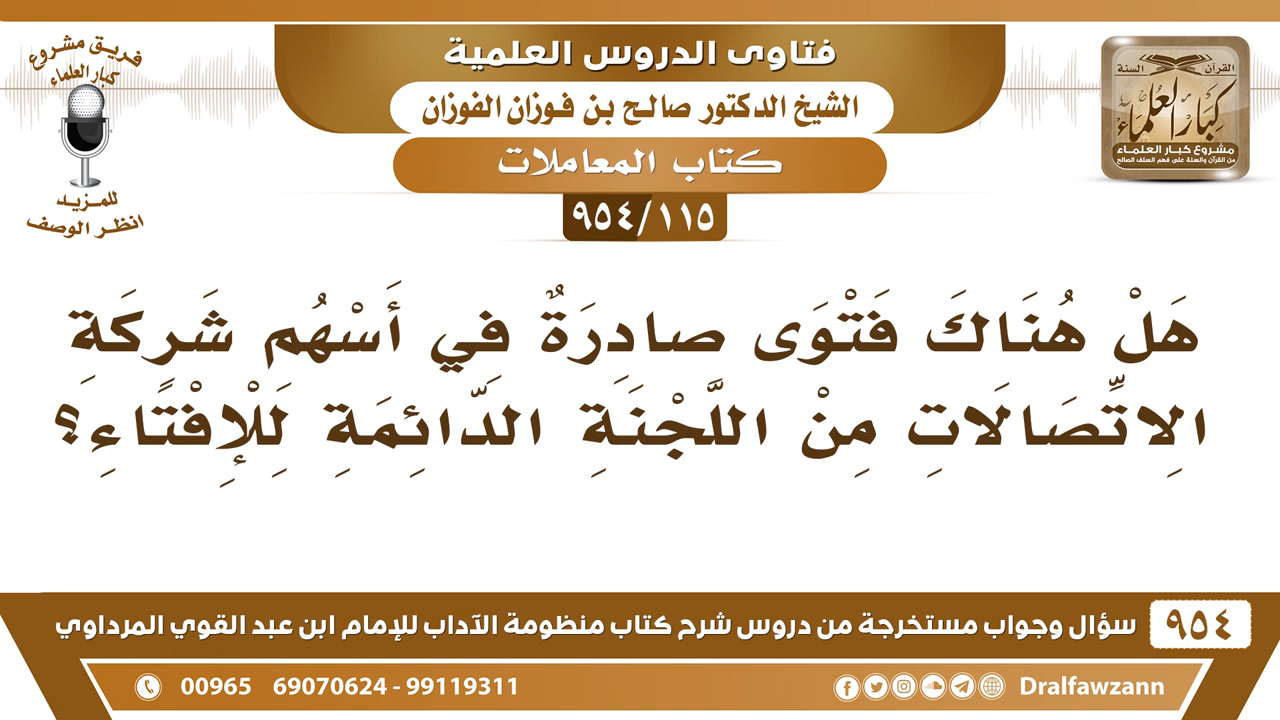 فتاوى الدروس العلمية
الشيخ الدكتور صالح بن فوزان الفوزان
كتاب المعاملات
٩٥٤/١١٥
فريق مشروع
كبار العلماء
للمزيد
انظر الوصف
القرآن السنة
كبار العلماء
مشروع كبار العلماء
من القرآن والسنة على فهم السلف الصالح
هَلْ هُنَاكَ فَتْوَى صادرَةٌ في أَسْهُم شَركَةَ
الِاتِّصَالَاتِ مِنْ اللَّجْنَةِ الدَّائِمَةِ لَلْإِفْتَاءِ؟
٩٥٤
سؤال وجواب مستخرجة من دروس شرح كتاب منظومة الآداب للإمام ابن عبد القوي المرداوي
00965 69070624 - 99119311
Dralfawzann